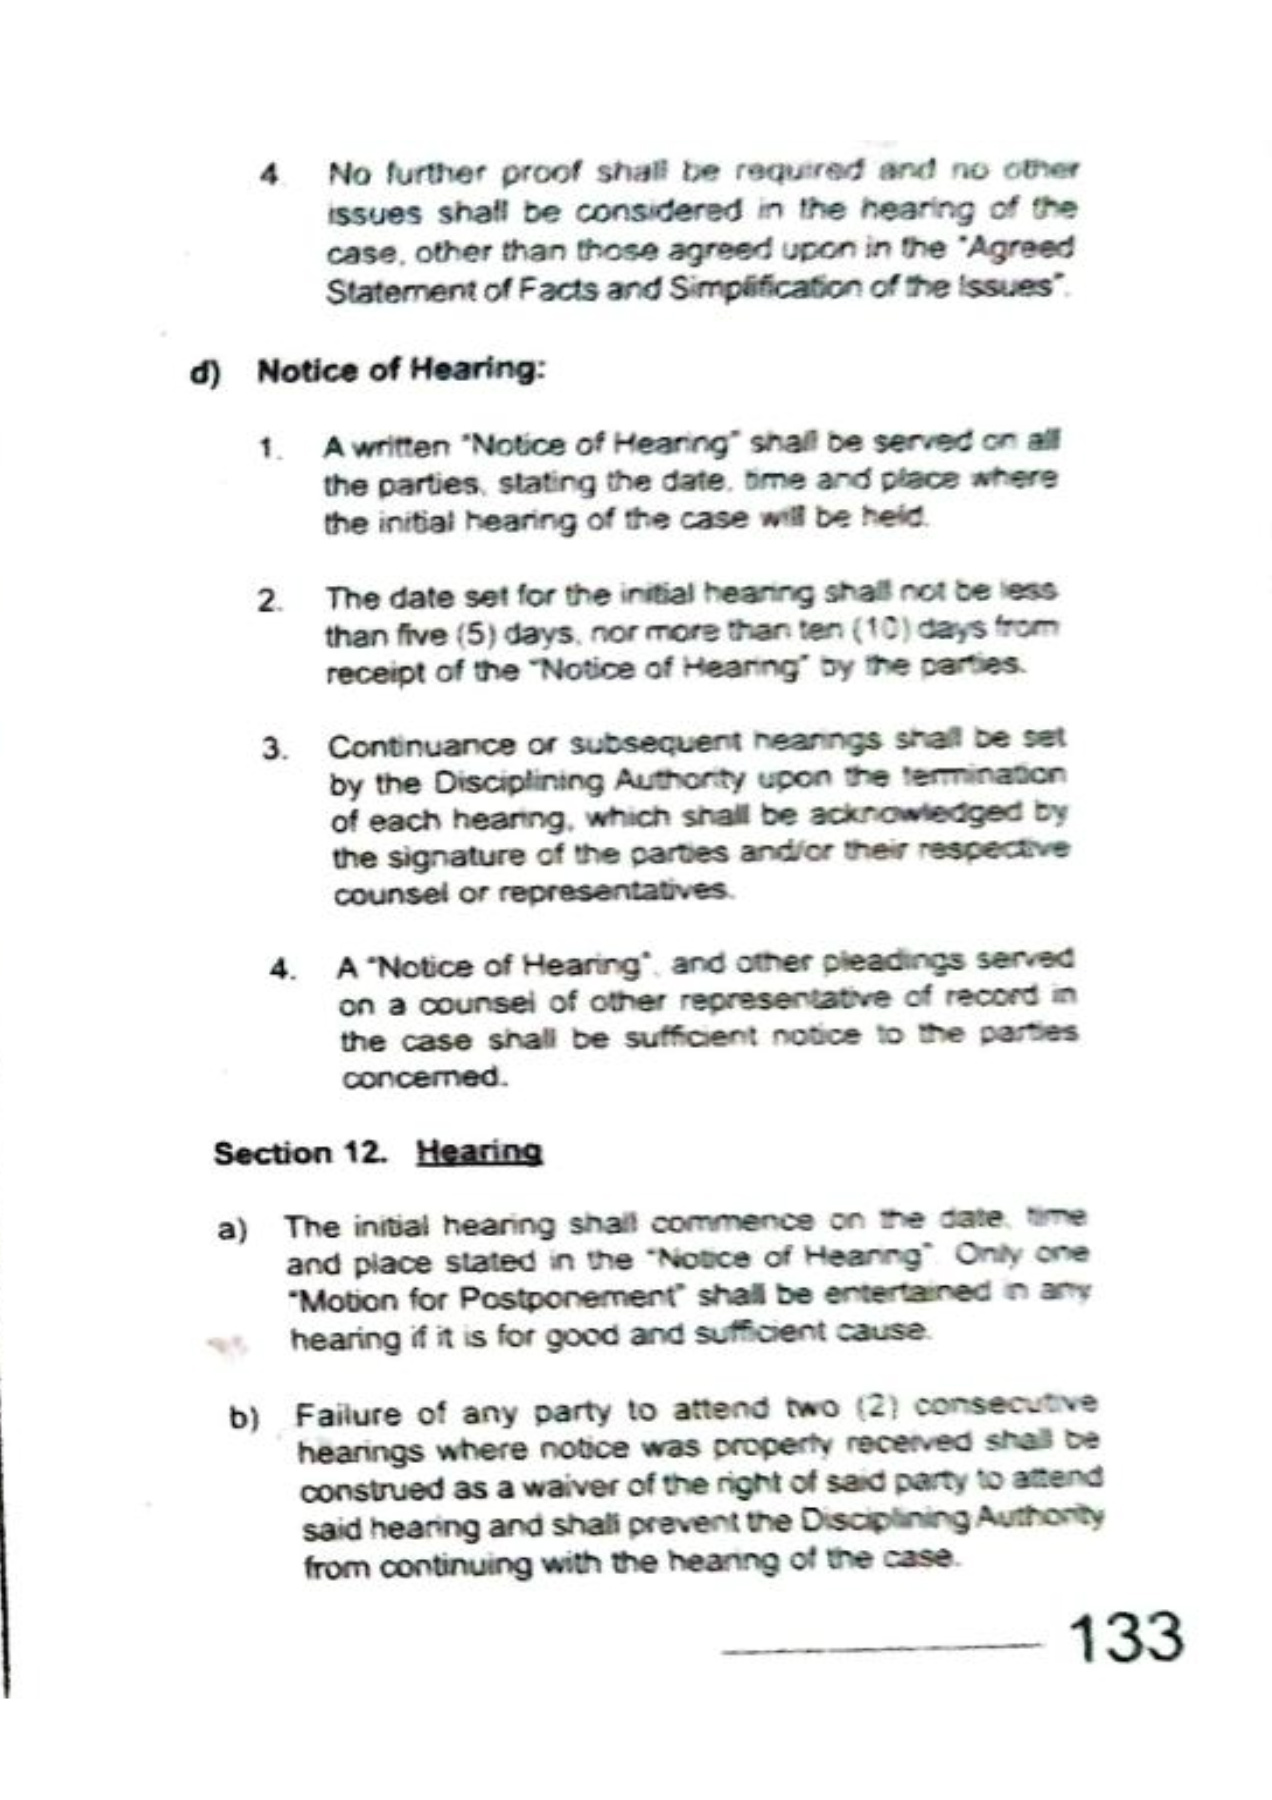 4. No further proof shall be required and no other
issues shall be considered in the hearing of the
case, other than those agreed upon in the "Agreed
Statement of Facts and Simplification of the Issues".
d) Notice of Hearing:
1. A written "Notice of Hearing" shall be served on all
the parties, stating the date, time and place where
the initial hearing of the case will be held.
2. The date set for the initial hearing shall not be less
than five (5) days, nor more than ten (10) days from
receipt of the "Notice of Hearing" by the parties.
3. Continuance or subsequent hearings shall be set
by the Disciplining Authority upon the termination
of each hearing, which shall be acknowledged by
the signature of the parties and/or their respective
counsel or representatives.
4. A "Notice of Hearing", and other pleadings served
on a counsel of other representative of record in
the case shall be sufficient notice to the parties
concerned.
Section 12. Hearing
a) The initial hearing shall commence on the date, time
and place stated in the "Notice of Hearing". Only one
"Motion for Postponement" shall be entertained in any
hearing if it is for good and sufficient cause.
b) Failure of any party to attend two (2) consecutive
hearings where notice was properly received shall be
construed as a waiver of the right of said party to attend
said hearing and shall prevent the Disciplining Authority
from continuing with the hearing of the case.
133